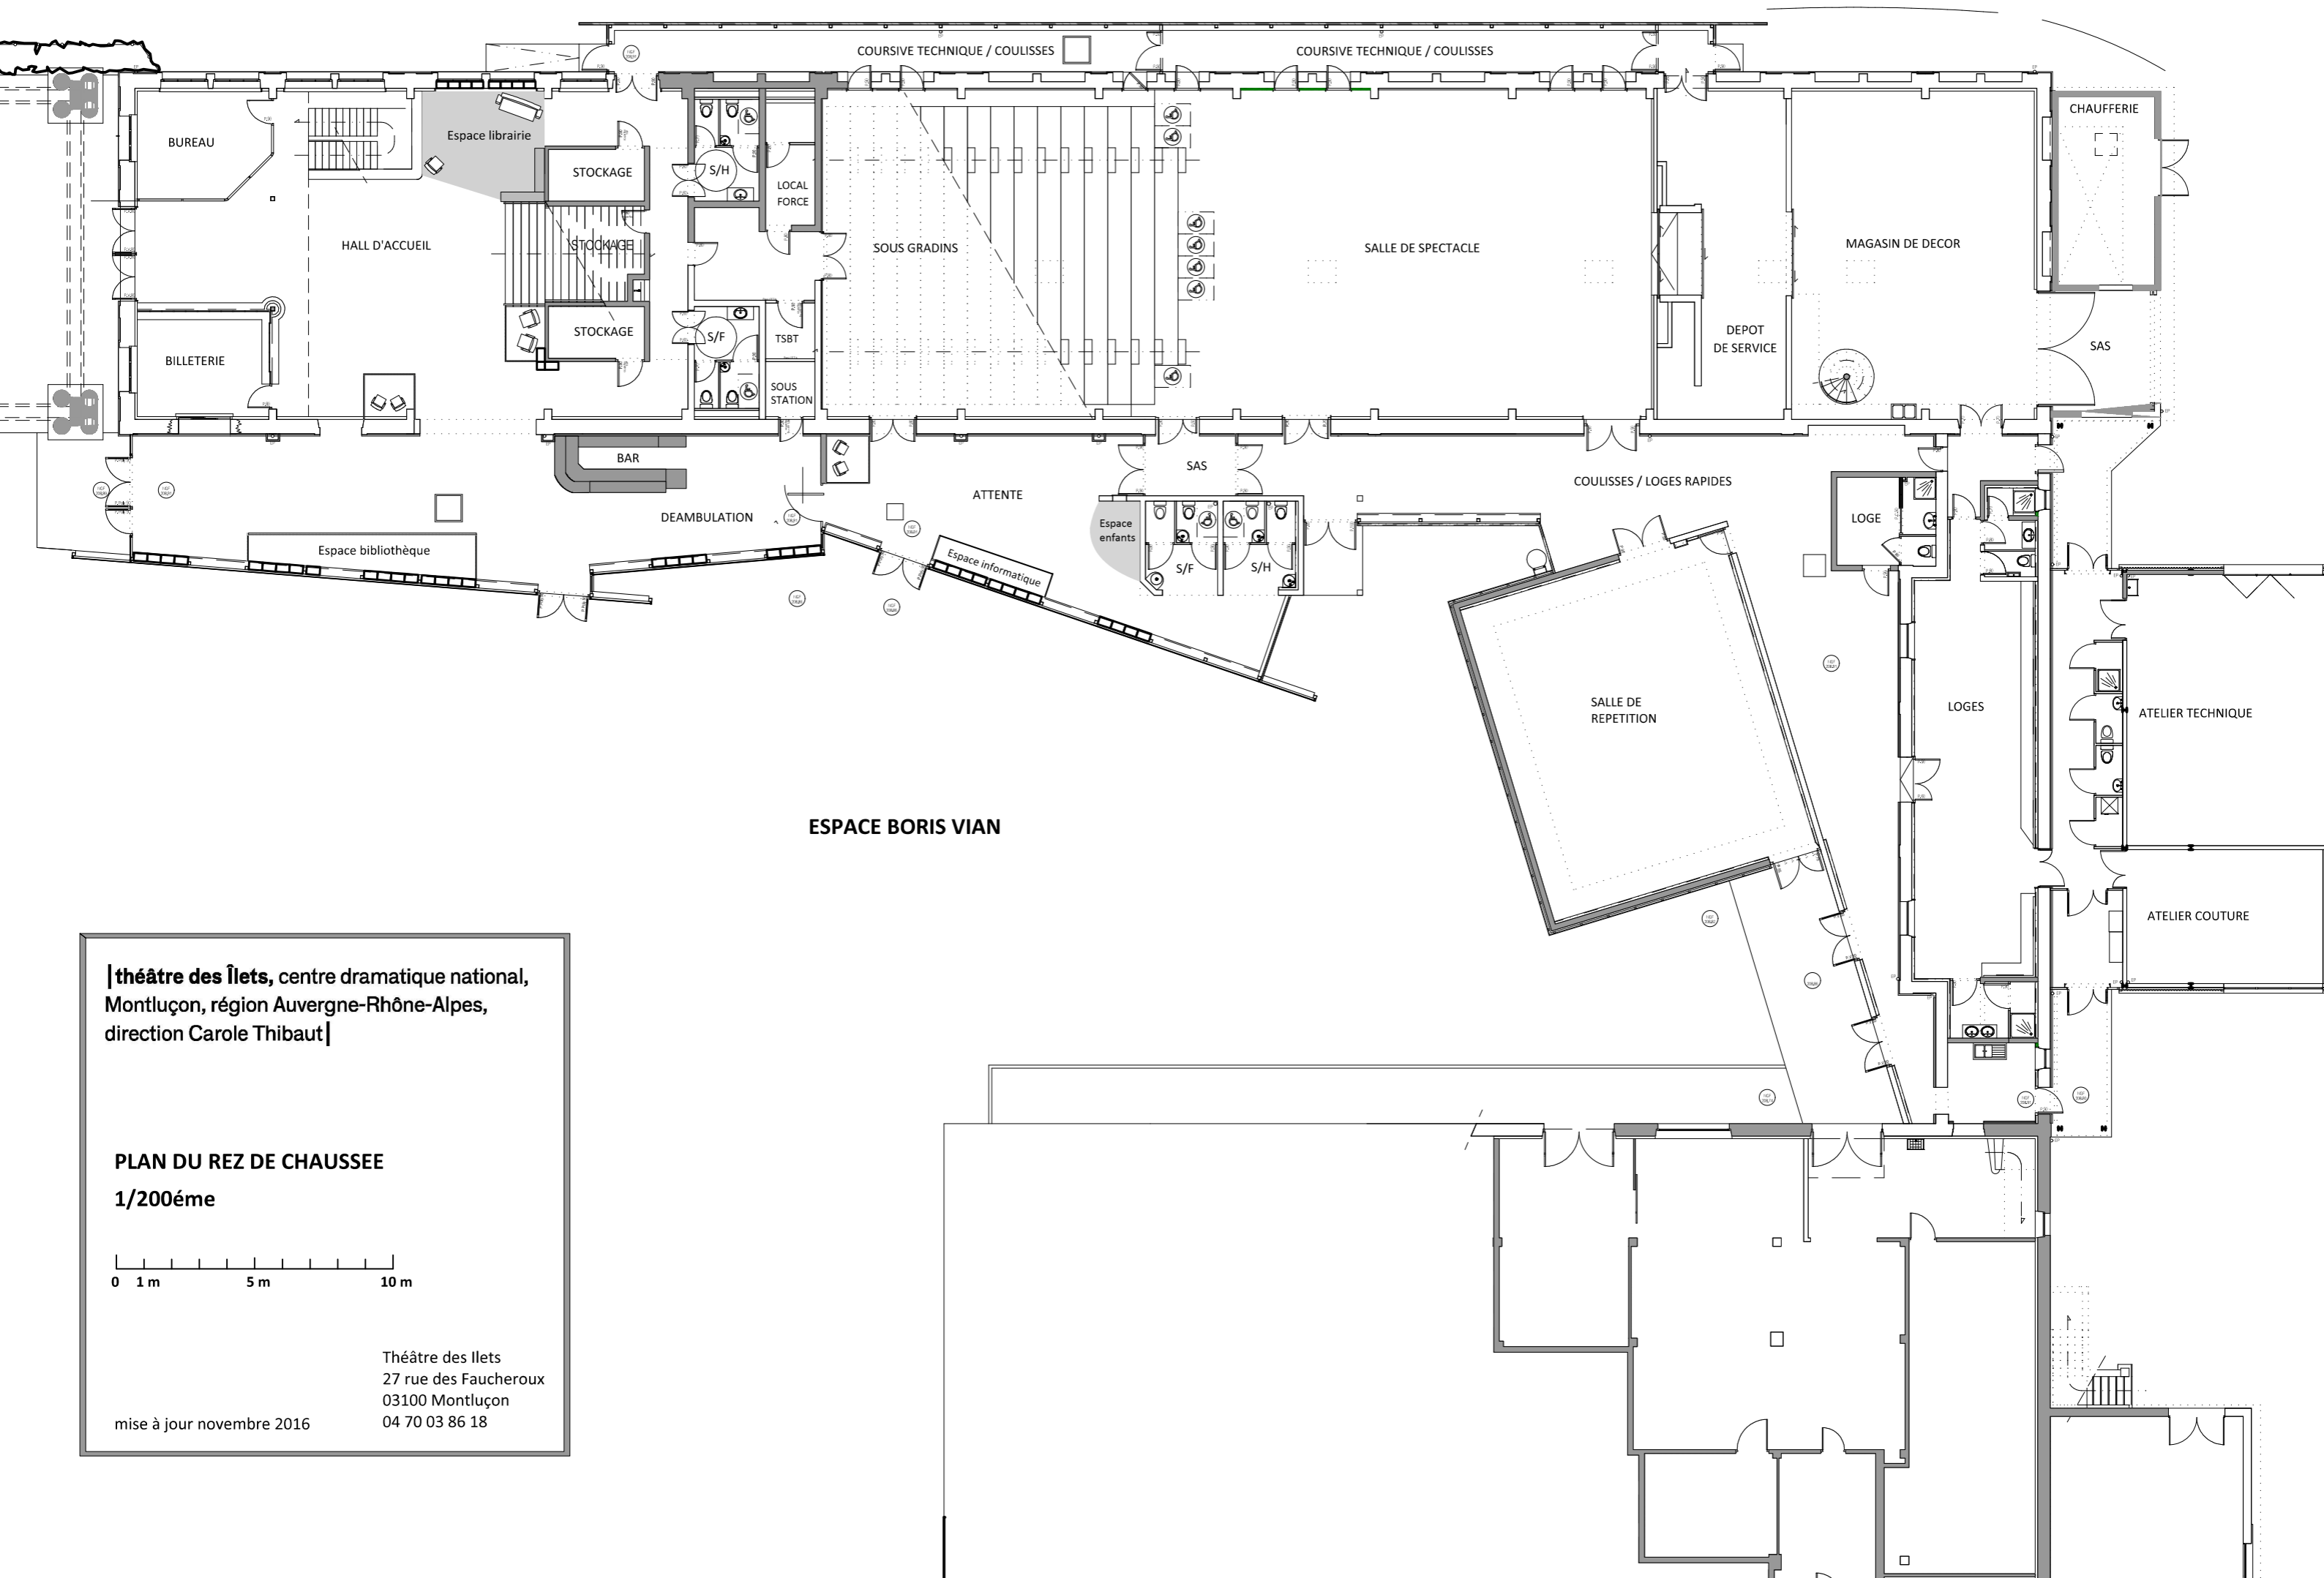 COURSIVE TECHNIQUE / COULISSES
COURSIVE TECHNIQUE / COULISSES
BUREAU
Espace librairie
STOCKAGE
S/H
LOCAL
FORCE
CHAUFFERIE
HALL D'ACCUEIL
STOCKAGE
SOUS GRADINS
SALLE DE SPECTACLE
MAGASIN DE DECOR
BILLETERIE
STOCKAGE
S/F
TSBT
SOUS
STATION
DEPOT
DE SERVICE
SAS
BAR
DEAMBULATION
ATTENTE
SAS
COULISSES / LOGES RAPIDES
Espace bibliothèque
Espace informatique
Espace
enfants
S/F
S/H
LOGE
SALLE DE
REPETITION
LOGES
ATELIER TECHNIQUE
ATELIER COUTURE
ESPACE BORIS VIAN
|théâtre des Îlets, centre dramatique national,
Montluçon, région Auvergne-Rhône-Alpes,
direction Carole Thibaut|
PLAN DU REZ DE CHAUSSEE
1/200éme
0 1 m 5 m 10 m
Théâtre des Ilets
27 rue des Faucheroux
03100 Montluçon
04 70 03 86 18
mise à jour novembre 2016